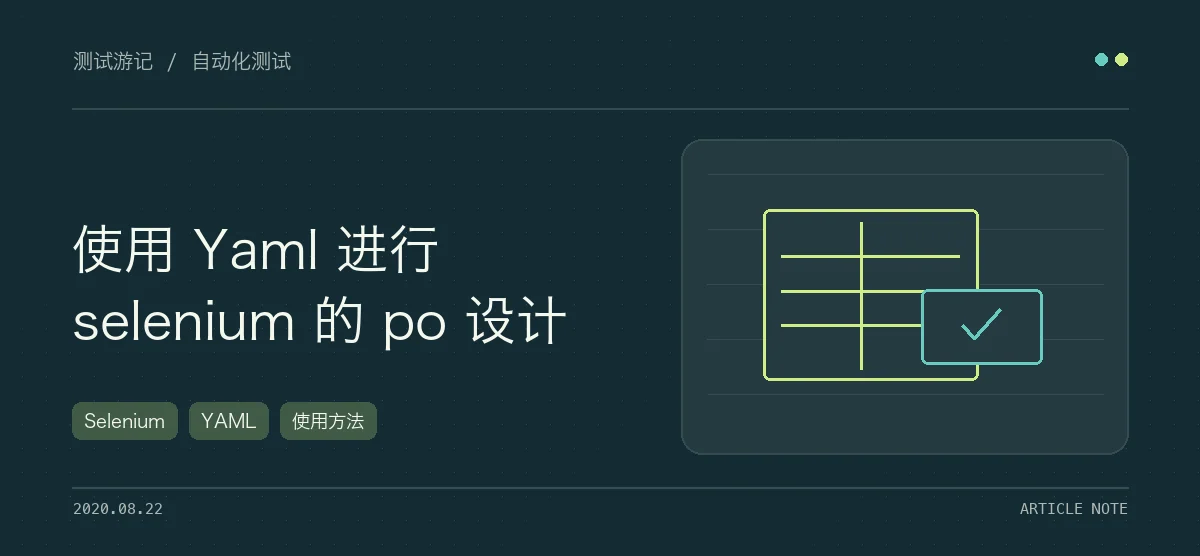 测试游记 / 自动化测试
使用 Yaml 进行
selenium 的 po 设计
Selenium YAML 使用方法
2020.08.22 ARTICLE NOTE